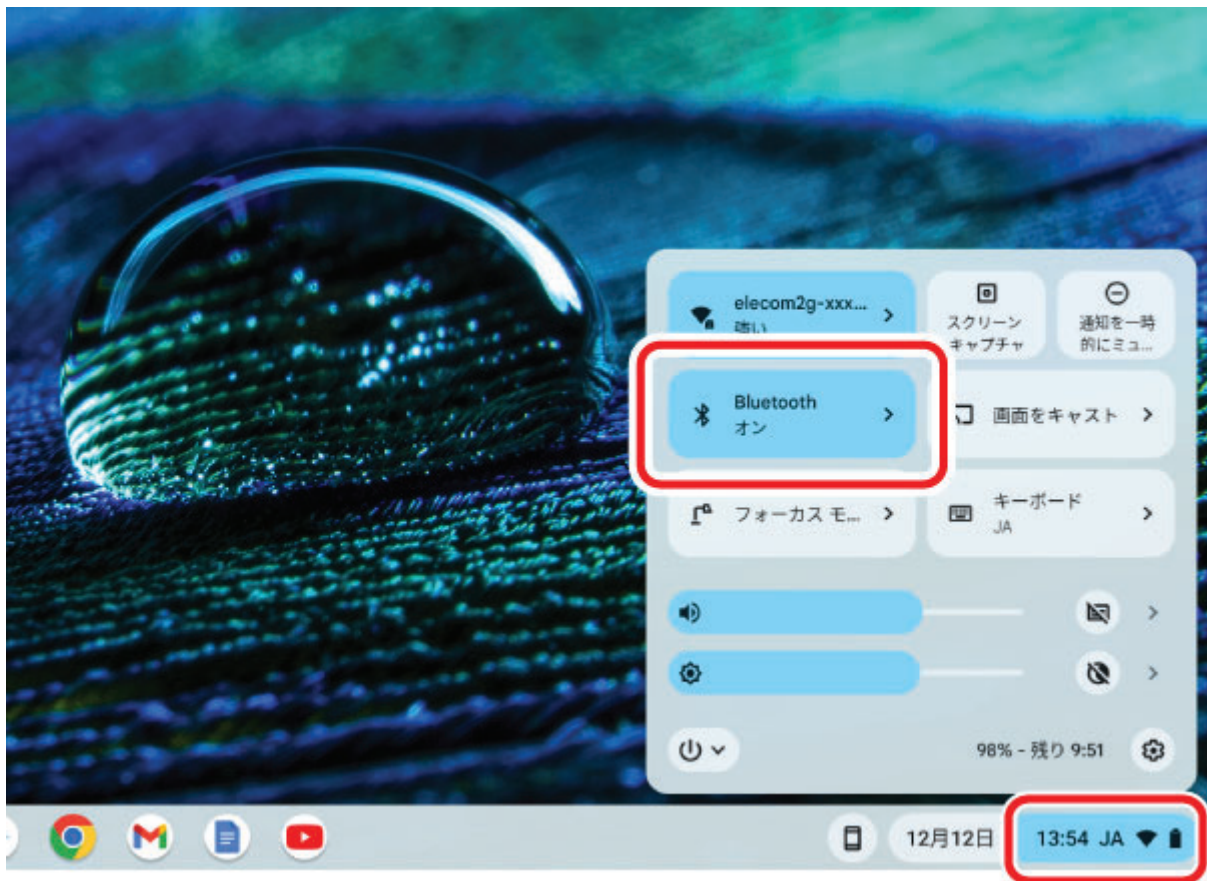 elecom2g-xxx...
強い
スクリーン
キャプチャ
通知を一時
的にミュ...
Bluetooth
オン
画面をキャスト
フォーカス モ...
キーボード
JA
98% - 残り 9:51
12月12日
13:54 JA